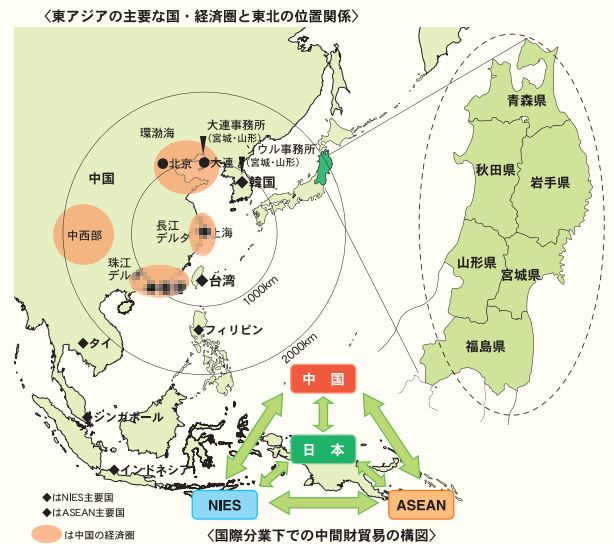 〈東アジアの主要な国・経済圏と東北の位置関係〉
大連事務所
(宮城・山形)
環渤海
ソウル事務所
(宮城・山形)
北京
大連
中国
韓国
中西部
長江
デルタ
上海
珠江
デル
台湾
1000km
2000km
フィリピン
タイ
シンガポール
インドネシア
青森県
秋田県
岩手県
山形県
宮城県
福島県
中 国
日 本
NIES
ASEAN
◆はNIES主要国
◆はASEAN主要国
は中国の経済圏
〈国際分業下での中間財貿易の構図〉